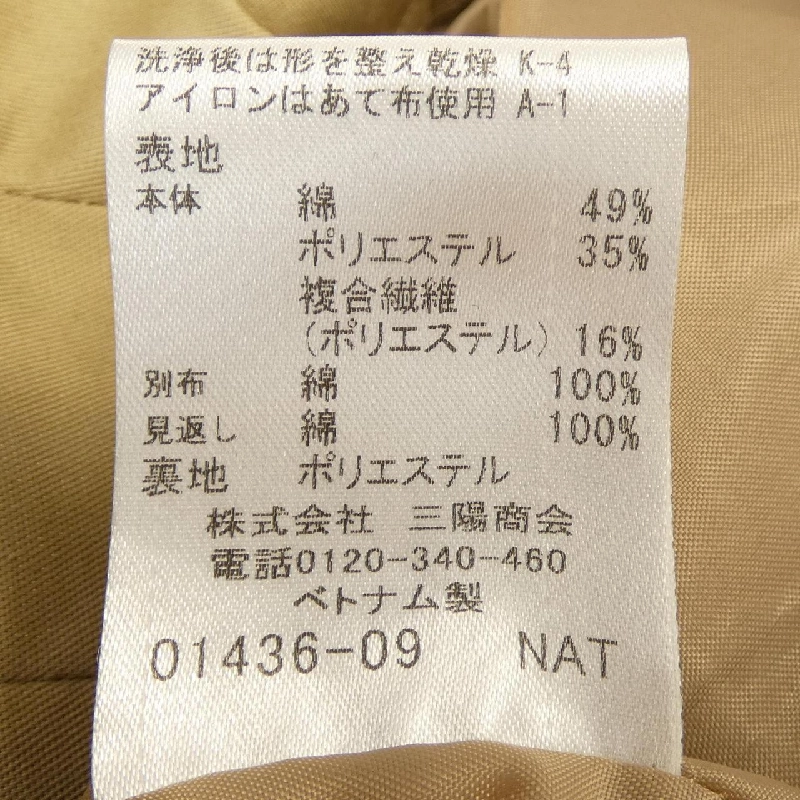 洗浄後は形を整え乾燥 K-4
アイロンはあて布使用 A-1
表地
本体 綿 49%
ポリエステル 35%
複合繊維
(ポリエステル) 16%
別布 綿 100%
見返し 綿 100%
裏地 ポリエステル
株式会社 三陽商会
電話0120-340-460
ベトナム製
01436-09 NAT